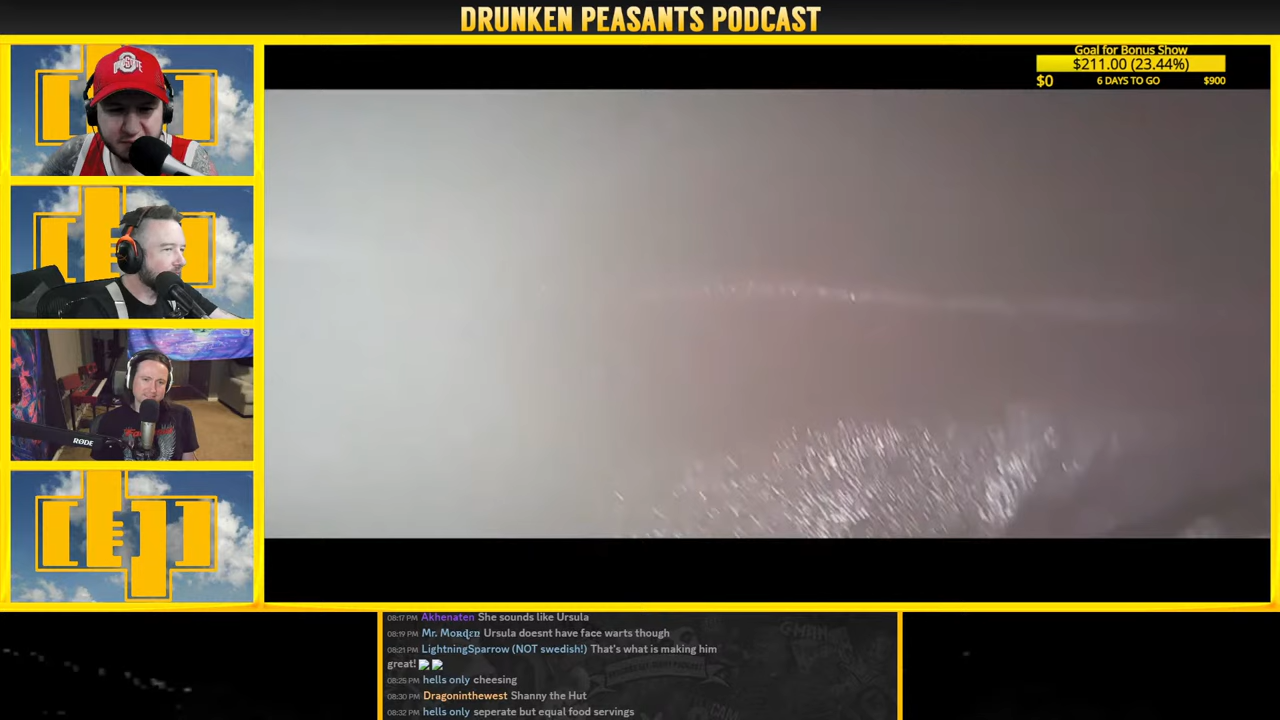 DRUNKEN PEASANTS PODCAST
Goal for Bonus Show
$211.00 (23.44%)
$0 6 DAYS TO GO $900
RØDE
08:17 PM Akhenaten She sounds like Ursula
08:19 PM Mr. Mᴏʀɖєη Ursula doesnt have face warts though
08:21 PM LightningSparrow (NOT swedish!) That's what is making him
great!
08:25 PM hells only cheesing
08:30 PM Dragoninthewest Shanny the Hut
08:32 PM hells only seperate but equal food servings